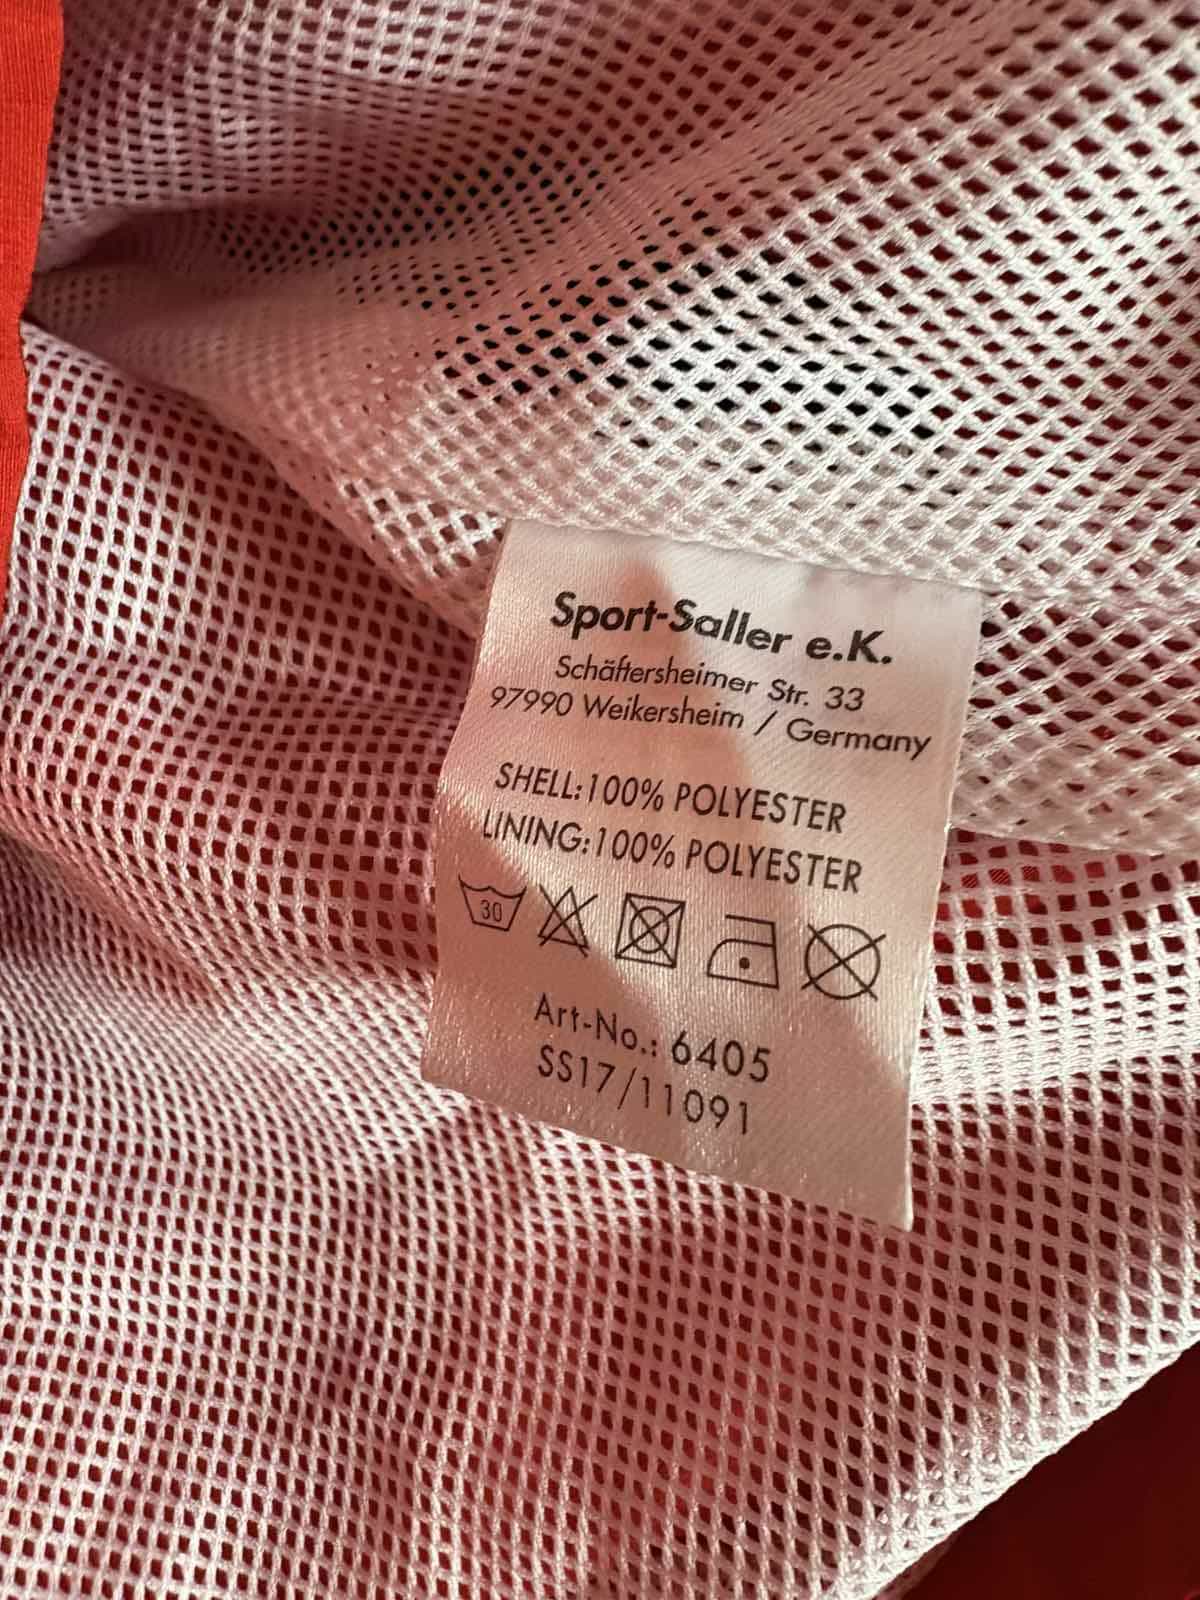 Sport-Saller e.K.
Schäftersheimer Str. 33
97990 Weikersheim / Germany
SHELL:100% POLYESTER
LINING:100% POLYESTER
30
Art-No.: 6405
SS17/11091